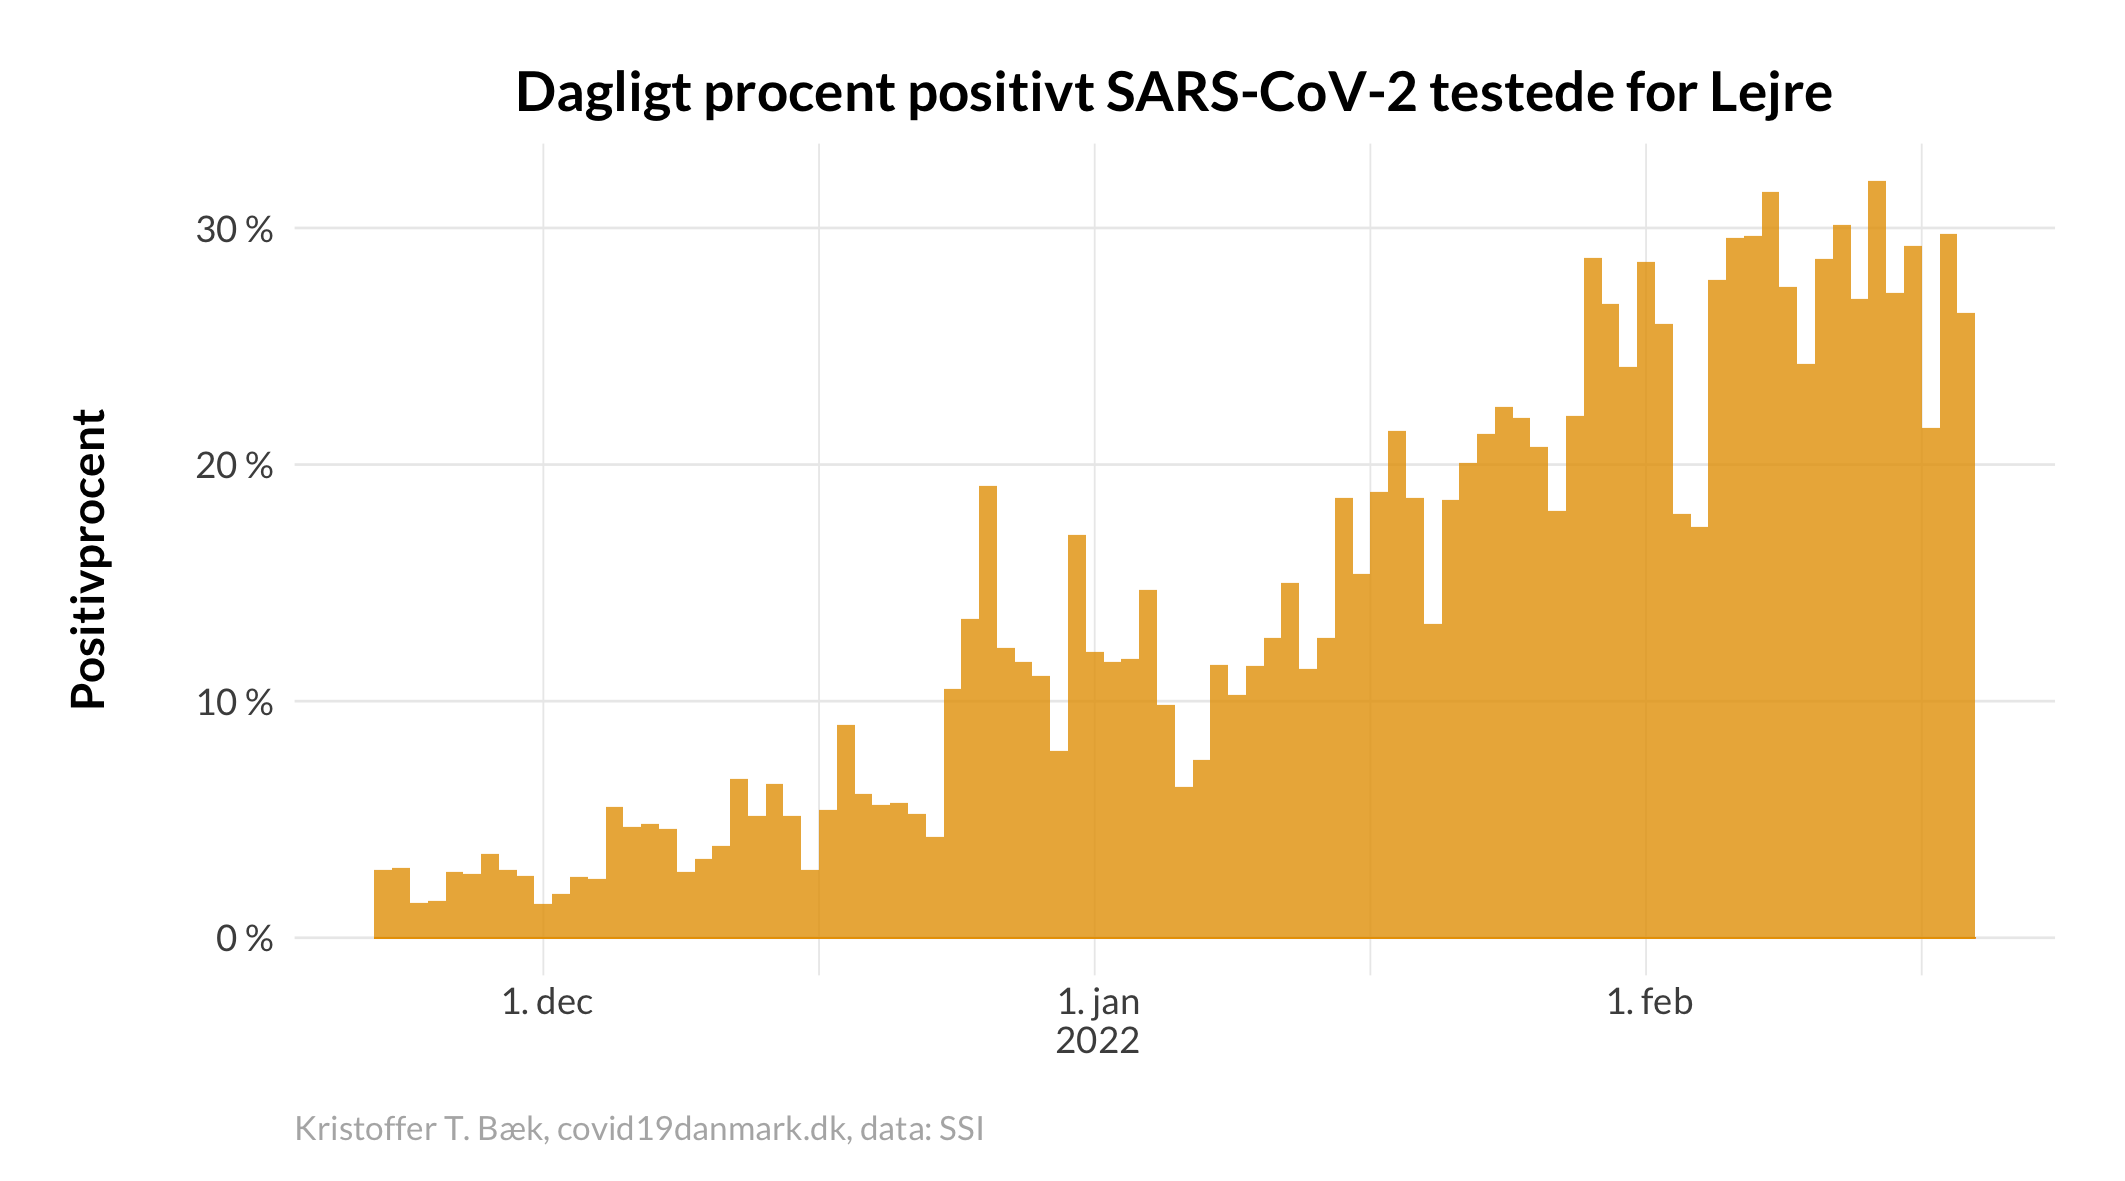 Dagligt procent positivt SARS-CoV-2 testede for Lejre
Positivprocent
30 %
20 %
10 %
0 %
1. dec
1. jan
2022
1. feb
Kristoffer T. Bæk, covid19danmark.dk, data: SSI